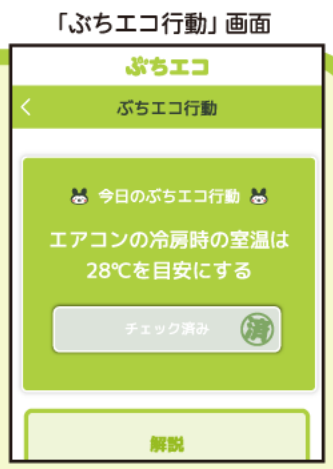 「ぷちエコ行動」画面
ぷちエコ
ぷちエコ行動
今日のぷちエコ行動
エアコンの冷房時の室温は
28℃を目安にする
チェック済み
済
解説